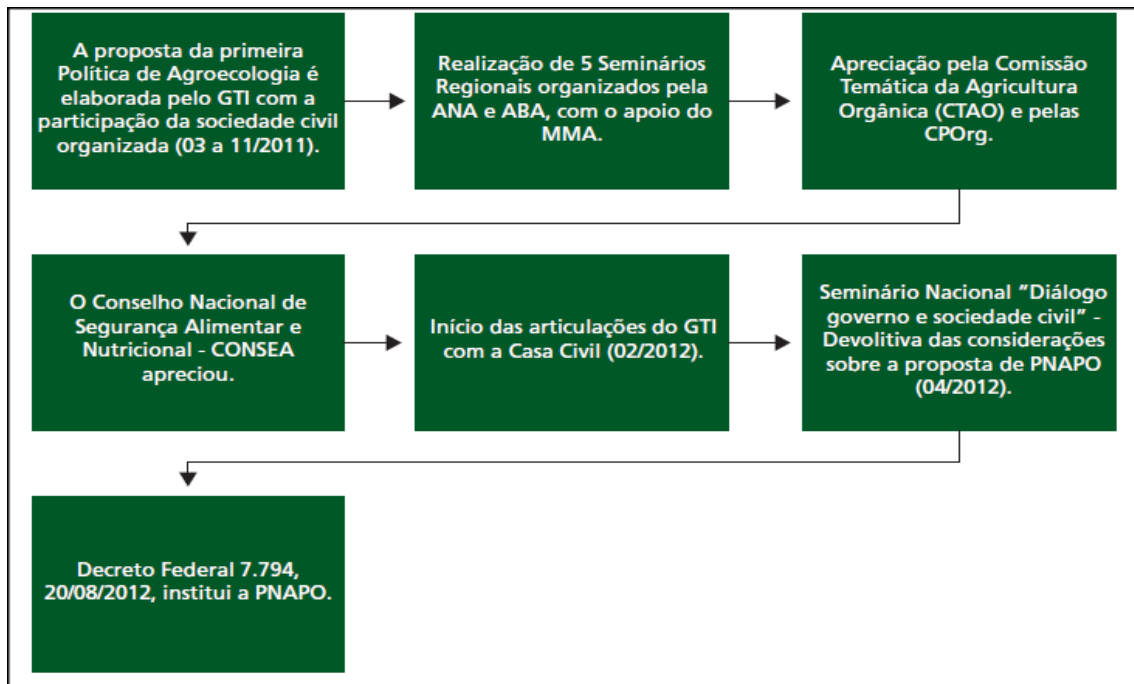 A proposta da primeira
Política de Agroecologia é
elaborada pelo GTI com a
participação da sociedade civil
organizada (03 a 11/2011).
Realização de 5 Seminários
Regionais organizados pela
ANA e ABA, com o apoio do
MMA.
Apreciação pela Comissão
Temática da Agricultura
Orgânica (CTAO) e pelas
CPOrg.
O Conselho Nacional de
Segurança Alimentar e
Nutricional - CONSEA
apreciou.
Início das articulações do GTI
com a Casa Civil (02/2012).
Seminário Nacional "Diálogo
governo e sociedade civil" -
Devolitiva das considerações
sobre a proposta de PNAPO
(04/2012).
Decreto Federal 7.794,
20/08/2012, institui a PNAPO.